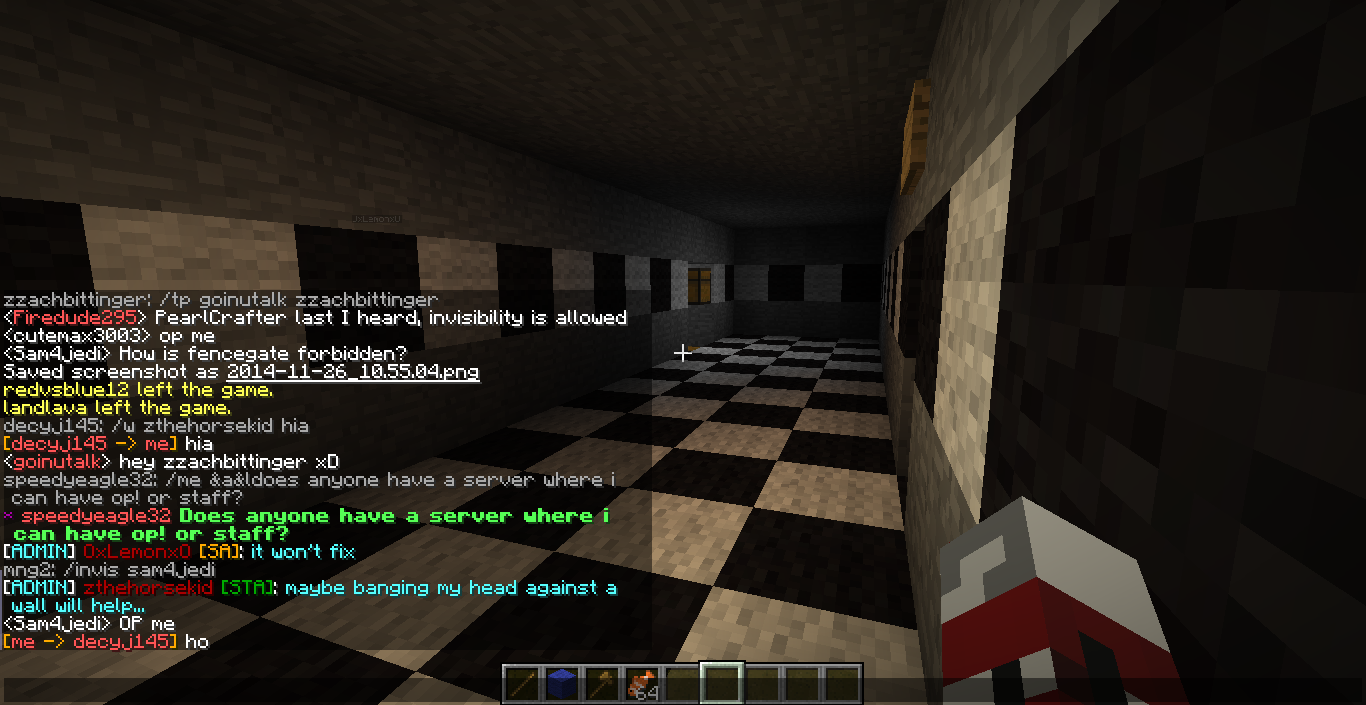 0xLemonx0
zzachbittinger: /tp goinutalk zzachbittinger
<Firedude295> PearlCrafter last I heard, invisibility is allowed
<cutemax3003> op me
<Sam4jedi> How is fencegate forbidden?
Saved screenshot as 2014-11-26_10.55.04.png
redvsblue12 left the game.
landlava left the game.
decyj145: /w zthehorsekid hia
[decyj145 -> me] hia
<goinutalk> hey zzachbittinger xD
speedyeagle32: /me &a&ldoes anyone have a server where i
can have op! or staff?
* speedyeagle32 Does anyone have a server where i
can have op! or staff?
[ADMIN] 0xLemonx0 [SA]: it won't fix
mng2: /invis sam4jedi
[ADMIN] zthehorsekid [STA]: maybe banging my head against a
wall will help...
<Sam4jedi> OP me
[me -> decyj145] ho
64